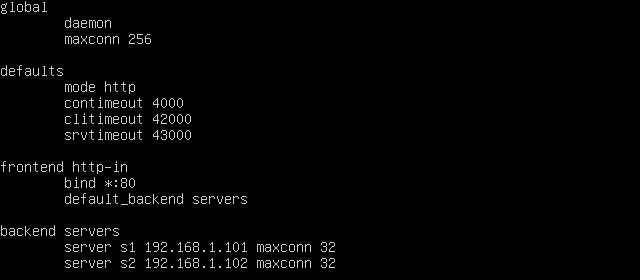 global
        daemon
        maxconn 256

defaults
        mode http
        contimeout 4000
        clitimeout 42000
        srvtimeout 43000

frontend http-in
        bind *:80
        default_backend servers

backend servers
        server s1 192.168.1.101 maxconn 32
        server s2 192.168.1.102 maxconn 32